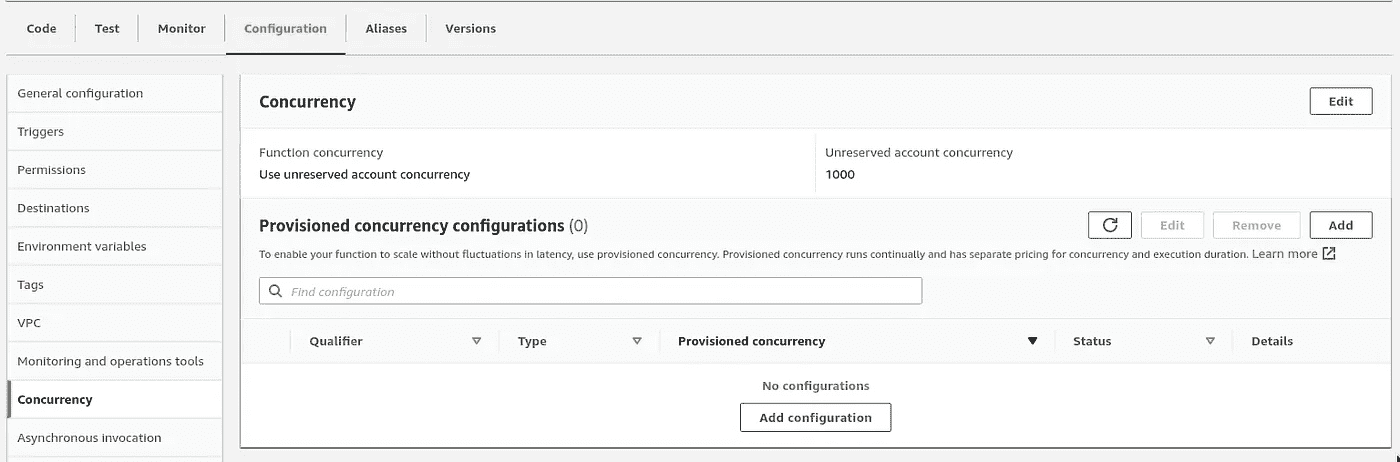 Code Test Monitor Configuration Aliases Versions
General configuration
Triggers
Permissions
Destinations
Environment variables
Tags
VPC
Monitoring and operations tools
Concurrency
Asynchronous invocation
Concurrency Edit
Function concurrency Unreserved account concurrency
Use unreserved account concurrency 1000
Provisioned concurrency configurations (0) Edit Remove Add
To enable your function to scale without fluctuations in latency, use provisioned concurrency. Provisioned concurrency runs continually and has separate pricing for concurrency and execution duration. Learn more
Find configuration
Qualifier Type Provisioned concurrency Status Details
No configurations
Add configuration